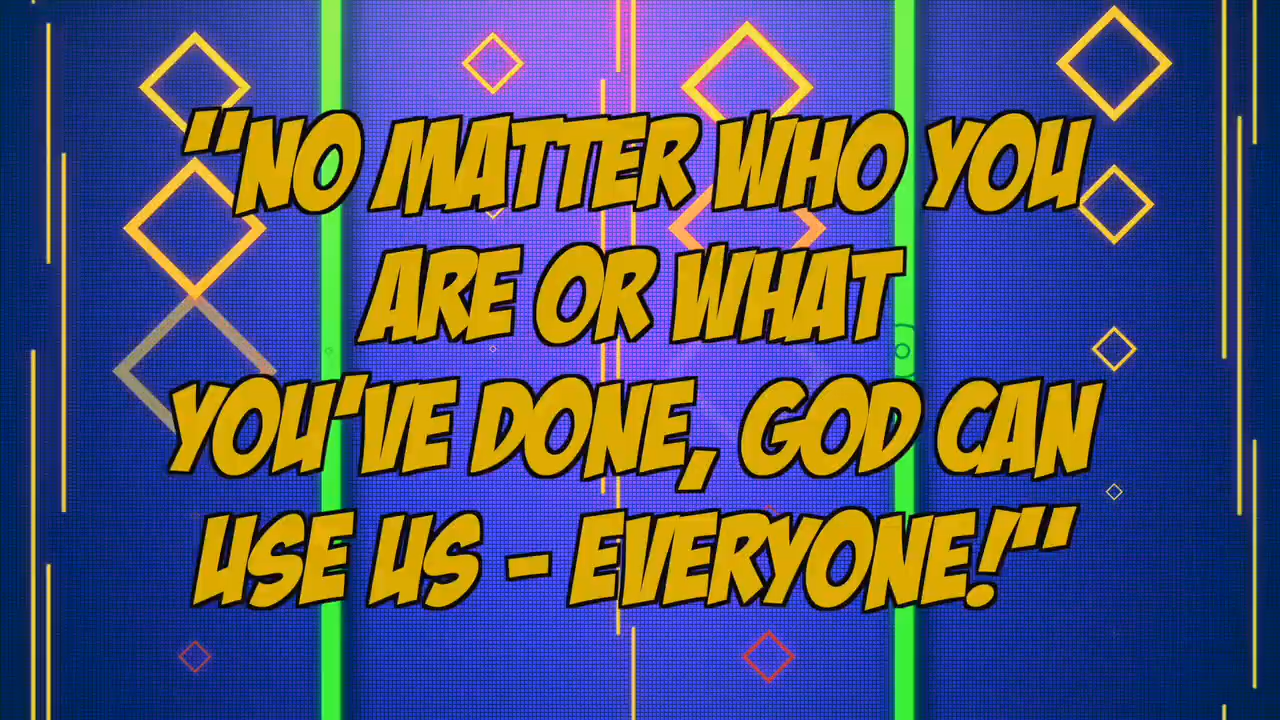 "NO MATTER WHO YOU
ARE OR WHAT
YOU'VE DONE, GOD CAN
USE US - EVERYONE!"